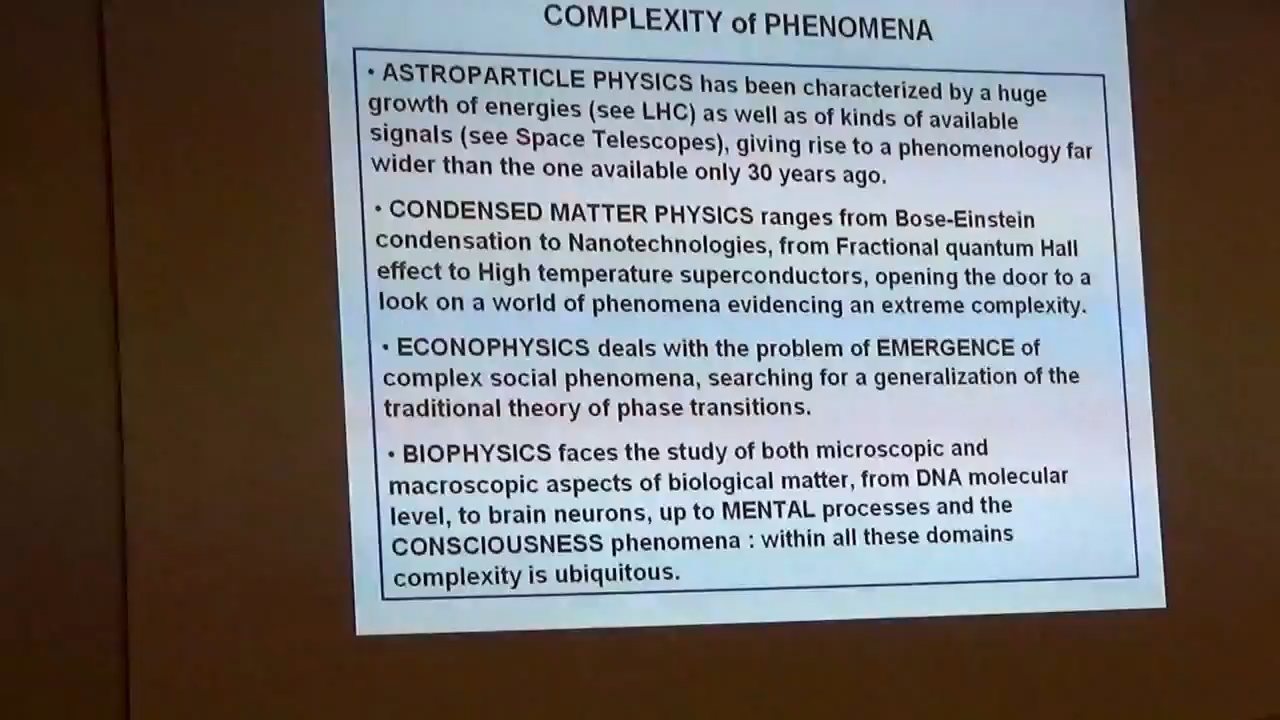 COMPLEXITY of PHENOMENA
• ASTROPARTICLE PHYSICS has been characterized by a huge
growth of energies (see LHC) as well as of kinds of available
signals (see Space Telescopes), giving rise to a phenomenology far
wider than the one available only 30 years ago.
• CONDENSED MATTER PHYSICS ranges from Bose-Einstein
condensation to Nanotechnologies, from Fractional quantum Hall
effect to High temperature superconductors, opening the door to a
look on a world of phenomena evidencing an extreme complexity.
• ECONOPHYSICS deals with the problem of EMERGENCE of
complex social phenomena, searching for a generalization of the
traditional theory of phase transitions.
• BIOPHYSICS faces the study of both microscopic and
macroscopic aspects of biological matter, from DNA molecular
level, to brain neurons, up to MENTAL processes and the
CONSCIOUSNESS phenomena : within all these domains
complexity is ubiquitous.